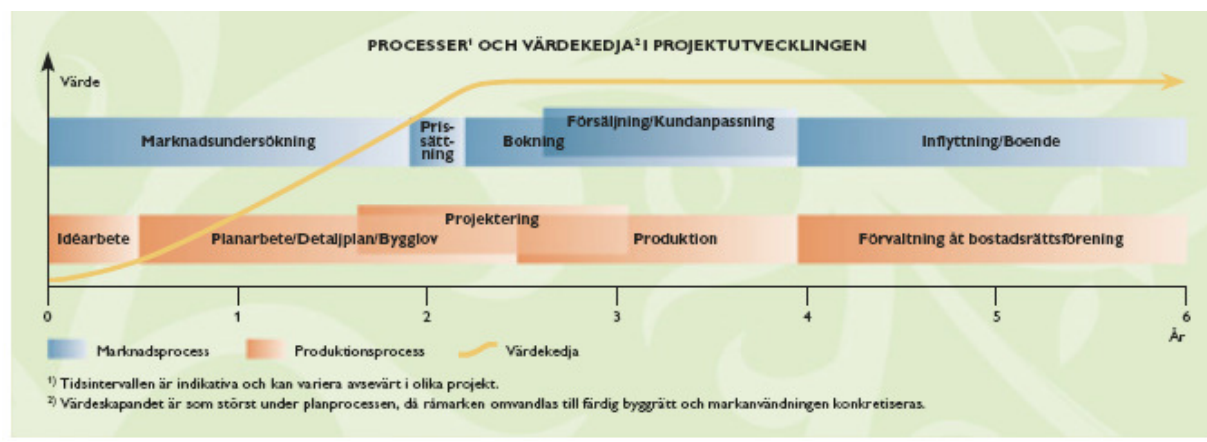 PROCESSER¹ OCH VÄRDEKEDJA² I PROJEKTUTVECKLINGEN
Värde
Marknadsundersökning
Pris-
sätt-
ning
Bokning
Försäljning/Kundanpassning
Inflyttning/Boende
Idéarbete
Planarbete/Detaljplan/Bygglov
Projektering
Produktion
Förvaltning åt bostadsrättsförening
0 1 2 3 4 5 6
År
Marknadsprocess Produktionsprocess Värdekedja
¹⁾ Tidsintervallen är indikativa och kan variera avsevärt i olika projekt.
²⁾ Värdeskapandet är som störst under planprocessen, då råmarken omvandlas till färdig byggrätt och markanvändningen konkretiseras.